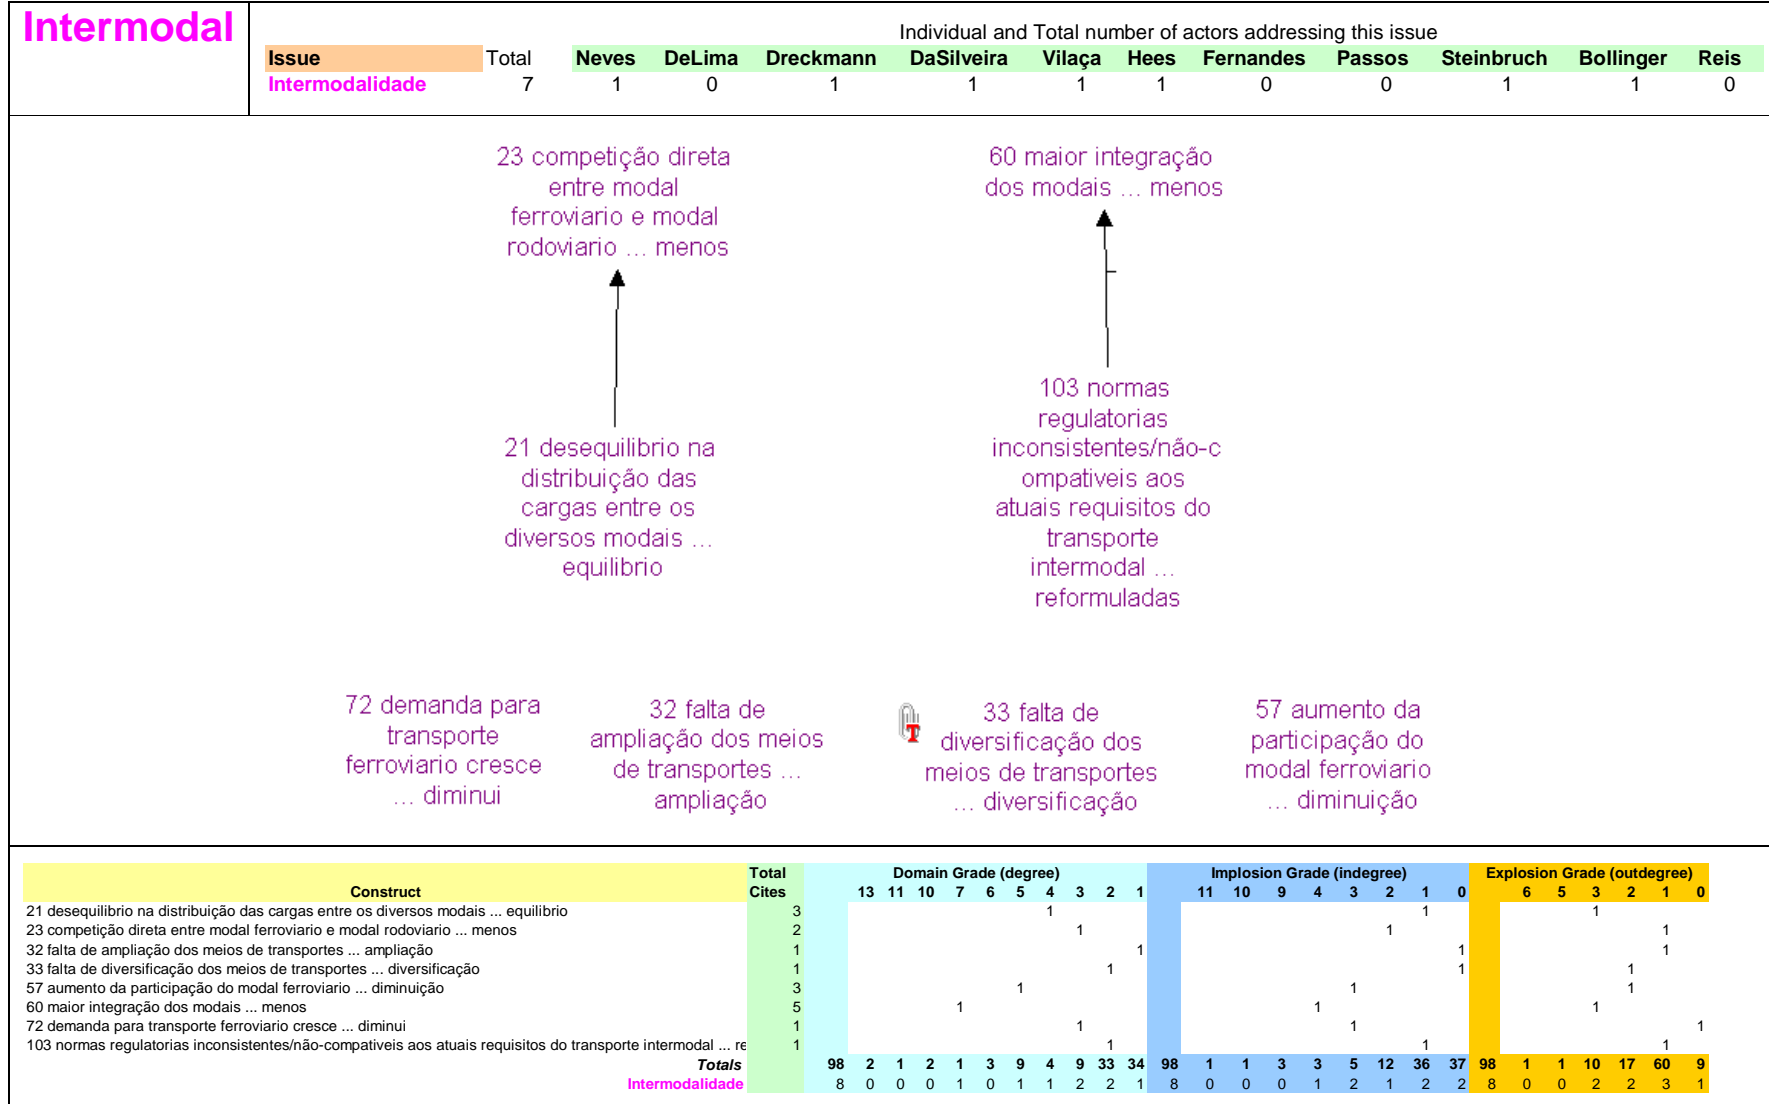 Intermodal
Individual and Total number of actors addressing this issue
Issue Total Neves DeLima Dreckmann DaSilveira Vilaça Hees Fernandes Passos Steinbruch Bollinger Reis
Intermodalidade 7 1 0 1 1 1 1 0 0 1 1 0
23 competição direta
entre modal
ferroviario e modal
rodoviario ... menos
60 maior integração
dos modais ... menos
21 desequilibrio na
distribuição das
cargas entre os
diversos modais ...
equilibrio
103 normas
regulatorias
inconsistentes/não-c
ompativeis aos
atuais requisitos do
transporte
intermodal ...
reformuladas
72 demanda para
transporte
ferroviario cresce
... diminui
32 falta de
ampliação dos meios
de transportes ...
ampliação
T
33 falta de
diversificação dos
meios de transportes
... diversificação
57 aumento da
participação do
modal ferroviario
... diminuição
Total Domain Grade (degree) Implosion Grade (indegree) Explosion Grade (outdegree)
Construct Cites 13 11 10 7 6 5 4 3 2 1 11 10 9 4 3 2 1 0 6 5 3 2 1 0
21 desequilibrio na distribuição das cargas entre os diversos modais ... equilibrio 3 1 1 1
23 competição direta entre modal ferroviario e modal rodoviario ... menos 2 1 1 1
32 falta de ampliação dos meios de transportes ... ampliação 1 1 1 1
33 falta de diversificação dos meios de transportes ... diversificação 1 1 1 1
57 aumento da participação do modal ferroviario ... diminuição 3 1 1 1
60 maior integração dos modais ... menos 5 1 1 1
72 demanda para transporte ferroviario cresce ... diminui 1 1 1 1
103 normas regulatorias inconsistentes/não-compativeis aos atuais requisitos do transporte intermodal ... re 1 1 1 1
Totals 98 2 1 2 1 3 9 4 9 33 34 98 1 1 3 3 5 12 36 37 98 1 1 10 17 60 9
Intermodalidade 8 0 0 0 1 0 1 1 2 2 1 8 0 0 0 1 2 1 2 2 8 0 0 2 2 3 1